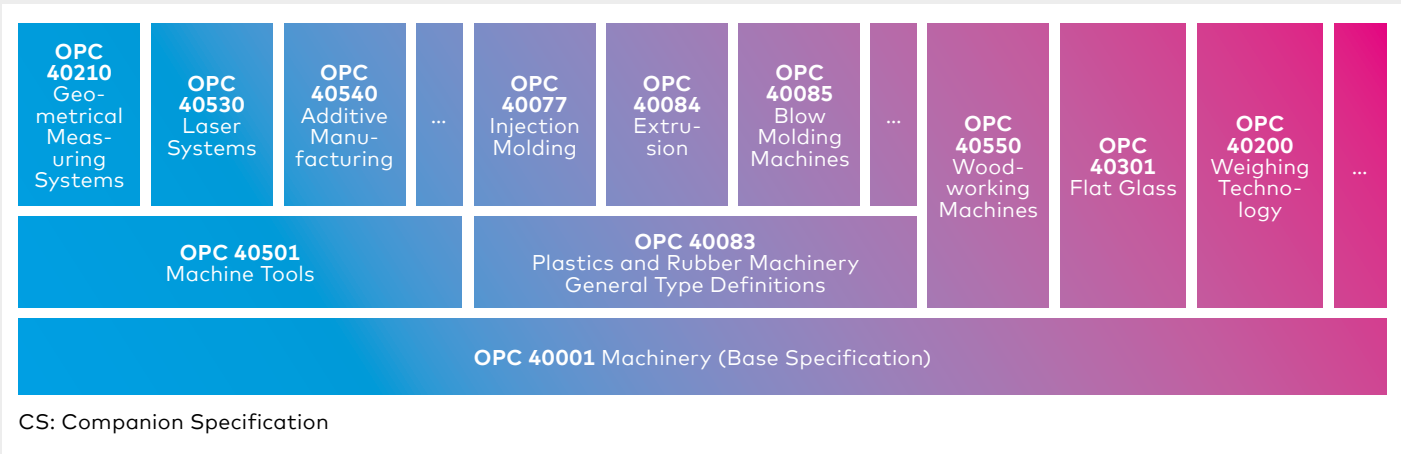 OPC
40210
Geo-
metrical
Meas-
uring
Systems
OPC
40530
Laser
Systems
OPC
40540
Additive
Manu-
facturing
...
OPC
40077
Injection
Molding
OPC
40084
Extru-
sion
OPC
40085
Blow
Molding
Machines
...
OPC
40550
Wood-
working
Machines
OPC
40301
Flat Glass
OPC
40200
Weighing
Techno-
logy
...
OPC 40501
Machine Tools
OPC 40083
Plastics and Rubber Machinery
General Type Definitions
OPC 40001 Machinery (Base Specification)
CS: Companion Specification